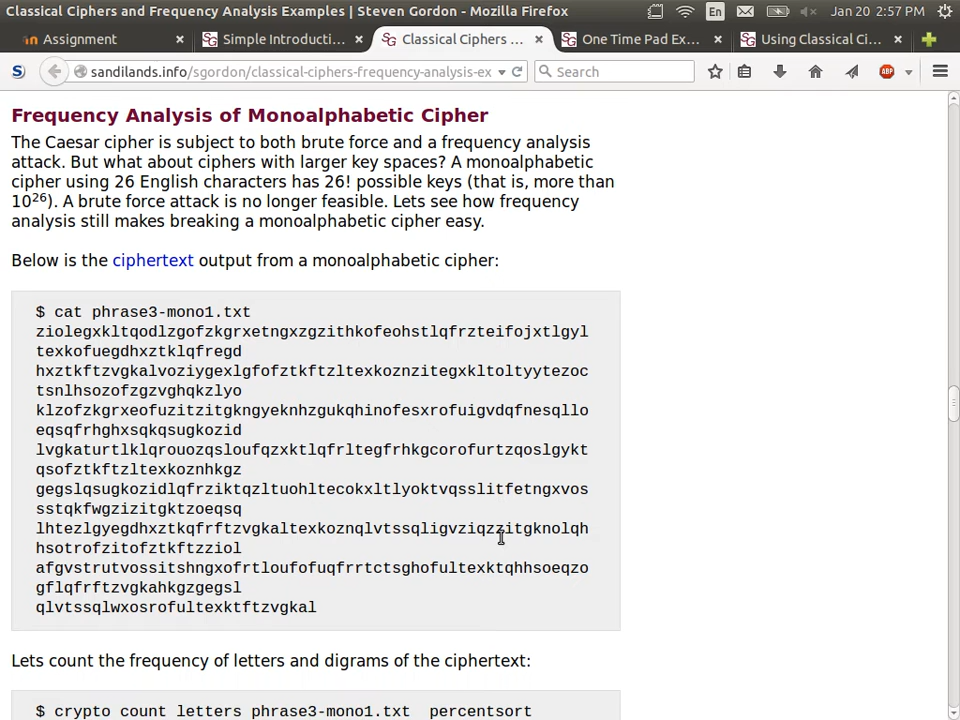 Classical Ciphers and Frequency Analysis Examples | Steven Gordon - Mozilla Firefox
En
Jan 20 2:57 PM
Assignment
Simple Introducti...
Classical Ciphers ...
One Time Pad Ex...
Using Classical Ci...
sandilands.info/sgordon/classical-ciphers-frequency-analysis-ex
Search
ABP
Frequency Analysis of Monoalphabetic Cipher
The Caesar cipher is subject to both brute force and a frequency analysis
attack. But what about ciphers with larger key spaces? A monoalphabetic
cipher using 26 English characters has 26! possible keys (that is, more than
10²⁶). A brute force attack is no longer feasible. Lets see how frequency
analysis still makes breaking a monoalphabetic cipher easy.
Below is the ciphertext output from a monoalphabetic cipher:
$ cat phrase3-mono1.txt
ziolegxkltqodlzgofzkgrxetngxzgzithkofeohstlqfrzteifojxtlgyl
texkofuegdhxztklqfregd
hxztkftzvgkalvoziygexlgfofztkftzltexkoznzitegxkltoltyytezoc
tsnlhsozofzgzvghqkzlyo
klzofzkgrxeofuzitzitgkngyeknhzgukqhinofesxrofuigvdqfnesqllo
eqsqfrhghxsqkqsugkozid
lvgkaturtlklqrouozqsloufqzxktlqfrltegfrhkgcorofurtzqoslgykt
qsofztkftzltexkoznhkgz
gegslqsugkozidlqfrziktqzltuohltecokxltlyoktvqsslitfetngxvos
sstqkfwgzizitgktzoeqsq
lhtezlgyegdhxztkqfrftzvgkaltexkoznqlvtssqligvziqzzitgknolqh
hsotrofzitofztkftzziol
afgvstrutvossitshngxofrtloufofuqfrrtctsghofultexktqhhsoeqzo
gflqfrftzvgkahkgzgegsl
qlvtssqlwxosrofultexktftzvgkal
Lets count the frequency of letters and digrams of the ciphertext:
$ crypto count letters phrase3-mono1.txt  percentsort